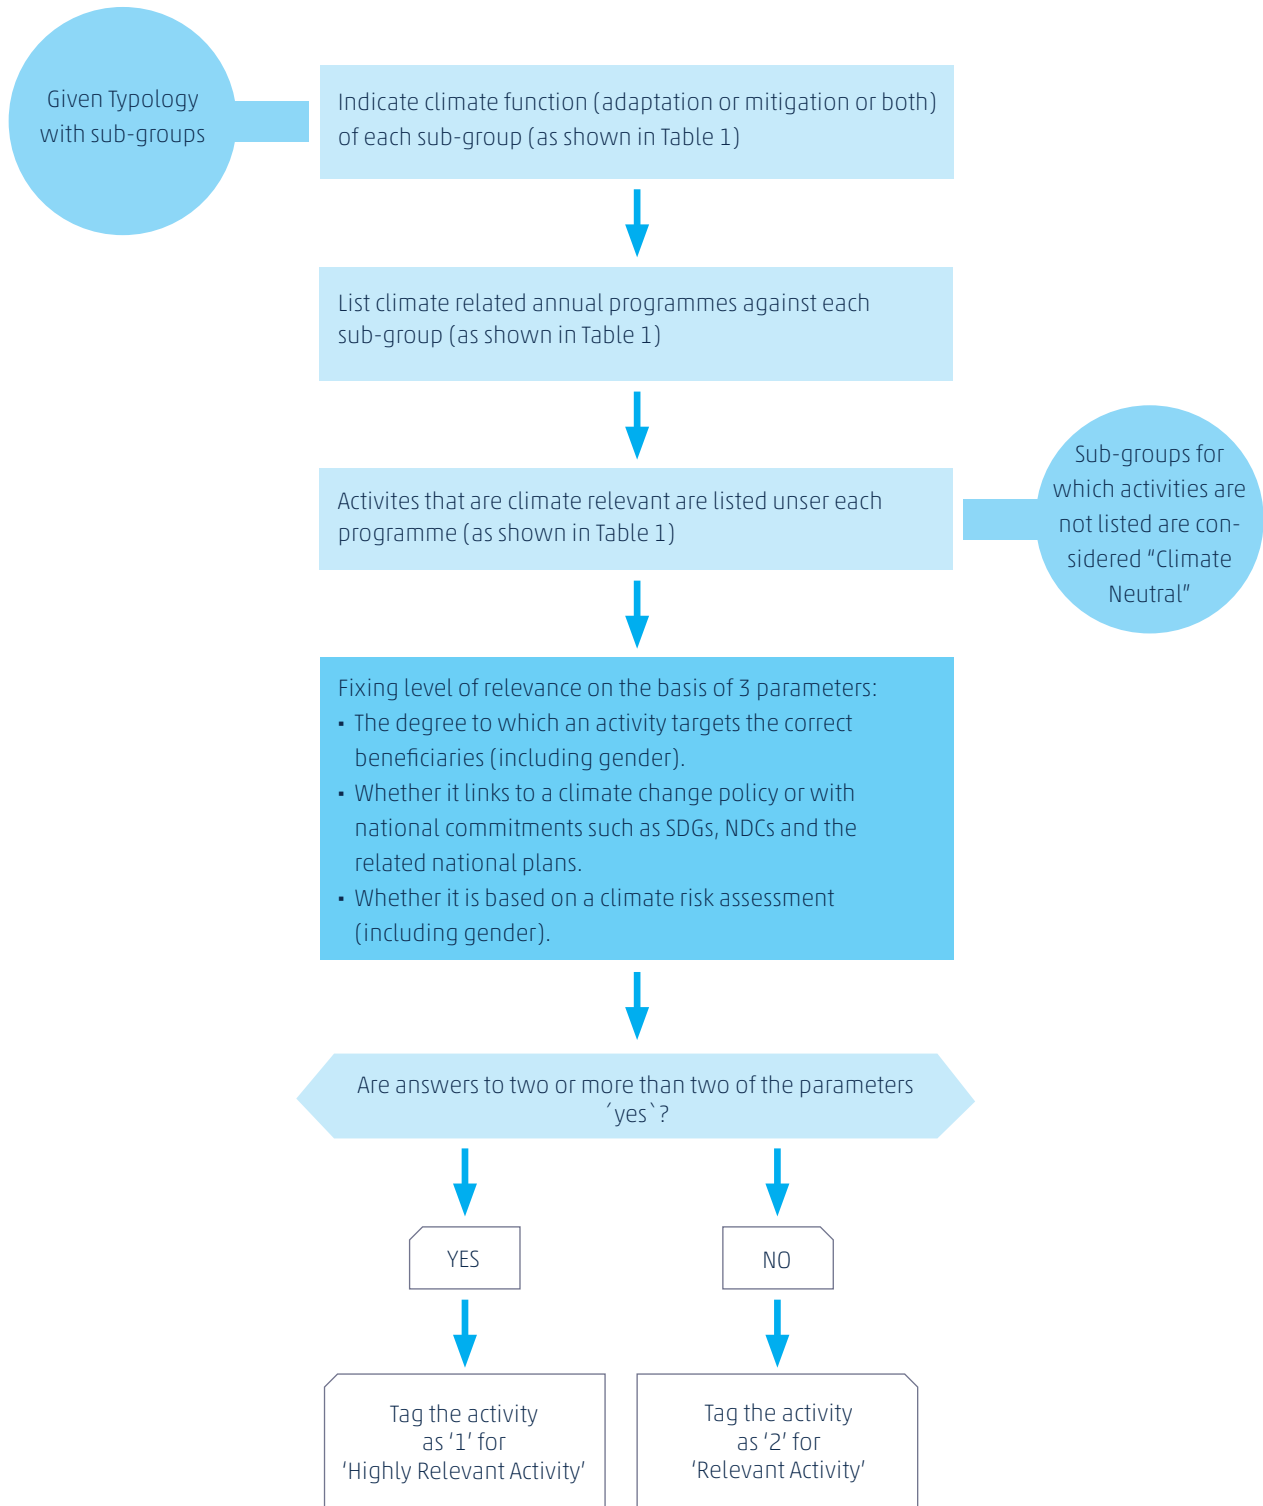 Given Typology
with sub-groups
Indicate climate function (adaptation or mitigation or both)
of each sub-group (as shown in Table 1)
List climate related annual programmes against each
sub-group (as shown in Table 1)
Activites that are climate relevant are listed unser each
programme (as shown in Table 1)
Sub-groups for
which activities are
not listed are con-
sidered “Climate
Neutral”
Fixing level of relevance on the basis of 3 parameters:
▪ The degree to which an activity targets the correct
beneficiaries (including gender).
▪ Whether it links to a climate change policy or with
national commitments such as SDGs, NDCs and the
related national plans.
▪ Whether it is based on a climate risk assessment
(including gender).
Are answers to two or more than two of the parameters
´yes`?
YES
NO
Tag the activity
as ‘1’ for
‘Highly Relevant Activity’
Tag the activity
as ‘2’ for
‘Relevant Activity’